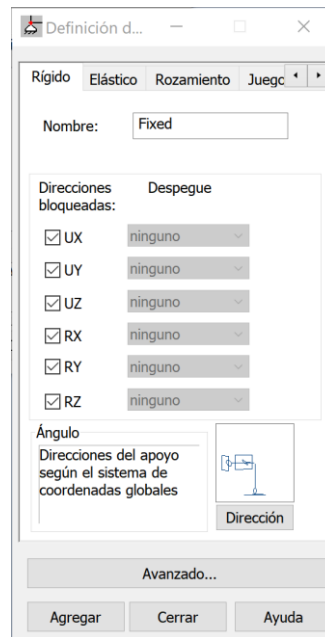 Definición d...
Rígido Elástico Rozamiento Juego
Nombre: Fixed
Direcciones bloqueadas: Despegue
UX ninguno
UY ninguno
UZ ninguno
RX ninguno
RY ninguno
RZ ninguno
Ángulo
Direcciones del apoyo
según el sistema de
coordenadas globales
Dirección
Avanzado...
Agregar Cerrar Ayuda